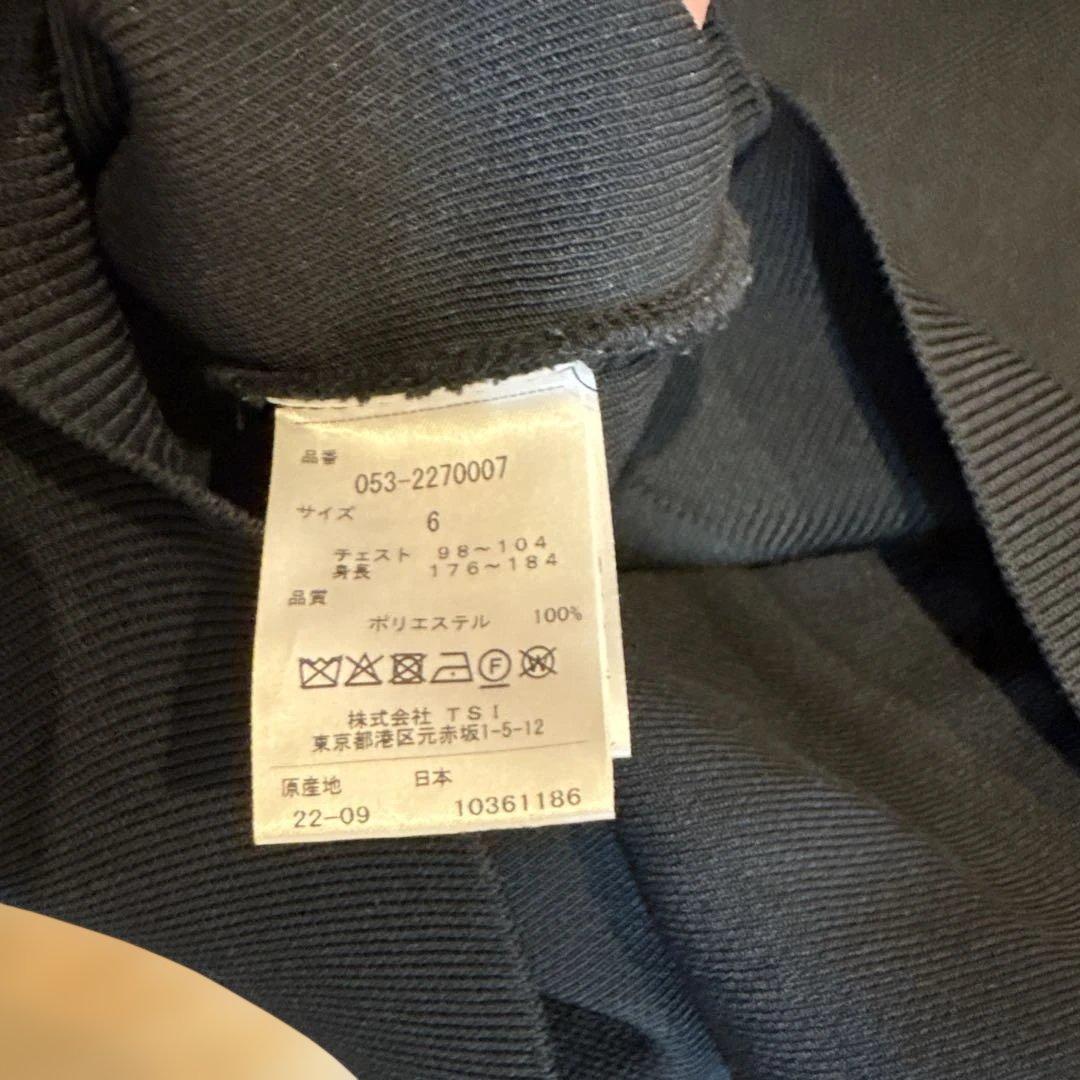 品番
053-2270007
サイズ
6
チェスト 98～104
身長 176～184
品質
ポリエステル 100%
F W
株式会社 TSI
東京都港区元赤坂1-5-12
原産地 日本
22-09 10361186